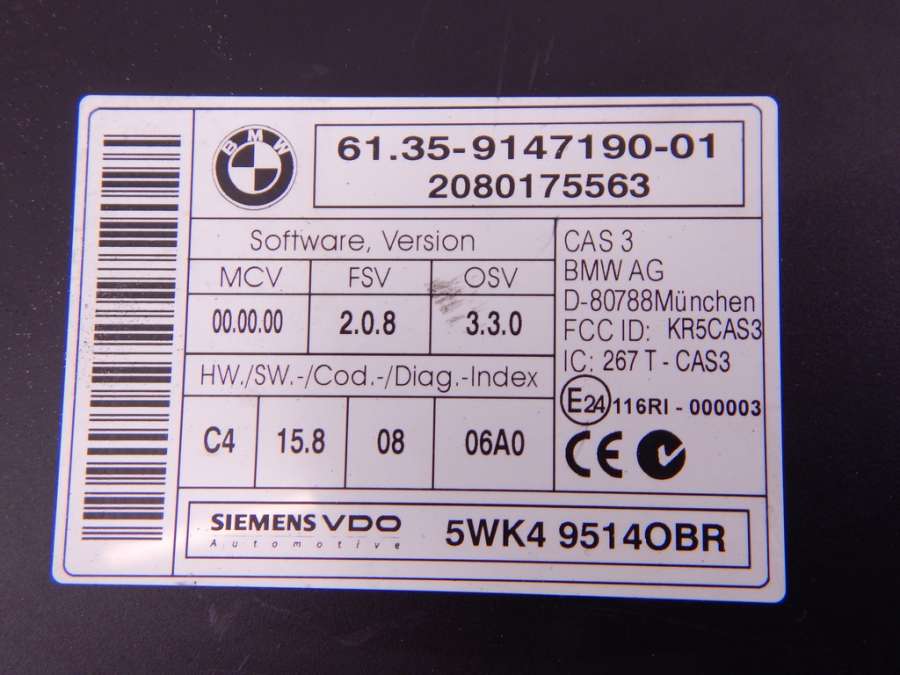 BMW
61.35-9147190-01
2080175563
Software, Version
MCV FSV OSV
00.00.00 2.0.8 3.3.0
HW./SW.-/Cod.-/Diag.-Index
C4 15.8 08 06A0
CAS 3
BMW AG
D-80788München
FCC ID: KR5CAS3
IC: 267 T - CAS3
E24 116RI - 000003
CE
SIEMENS VDO
Automotive
5WK4 9514OBR